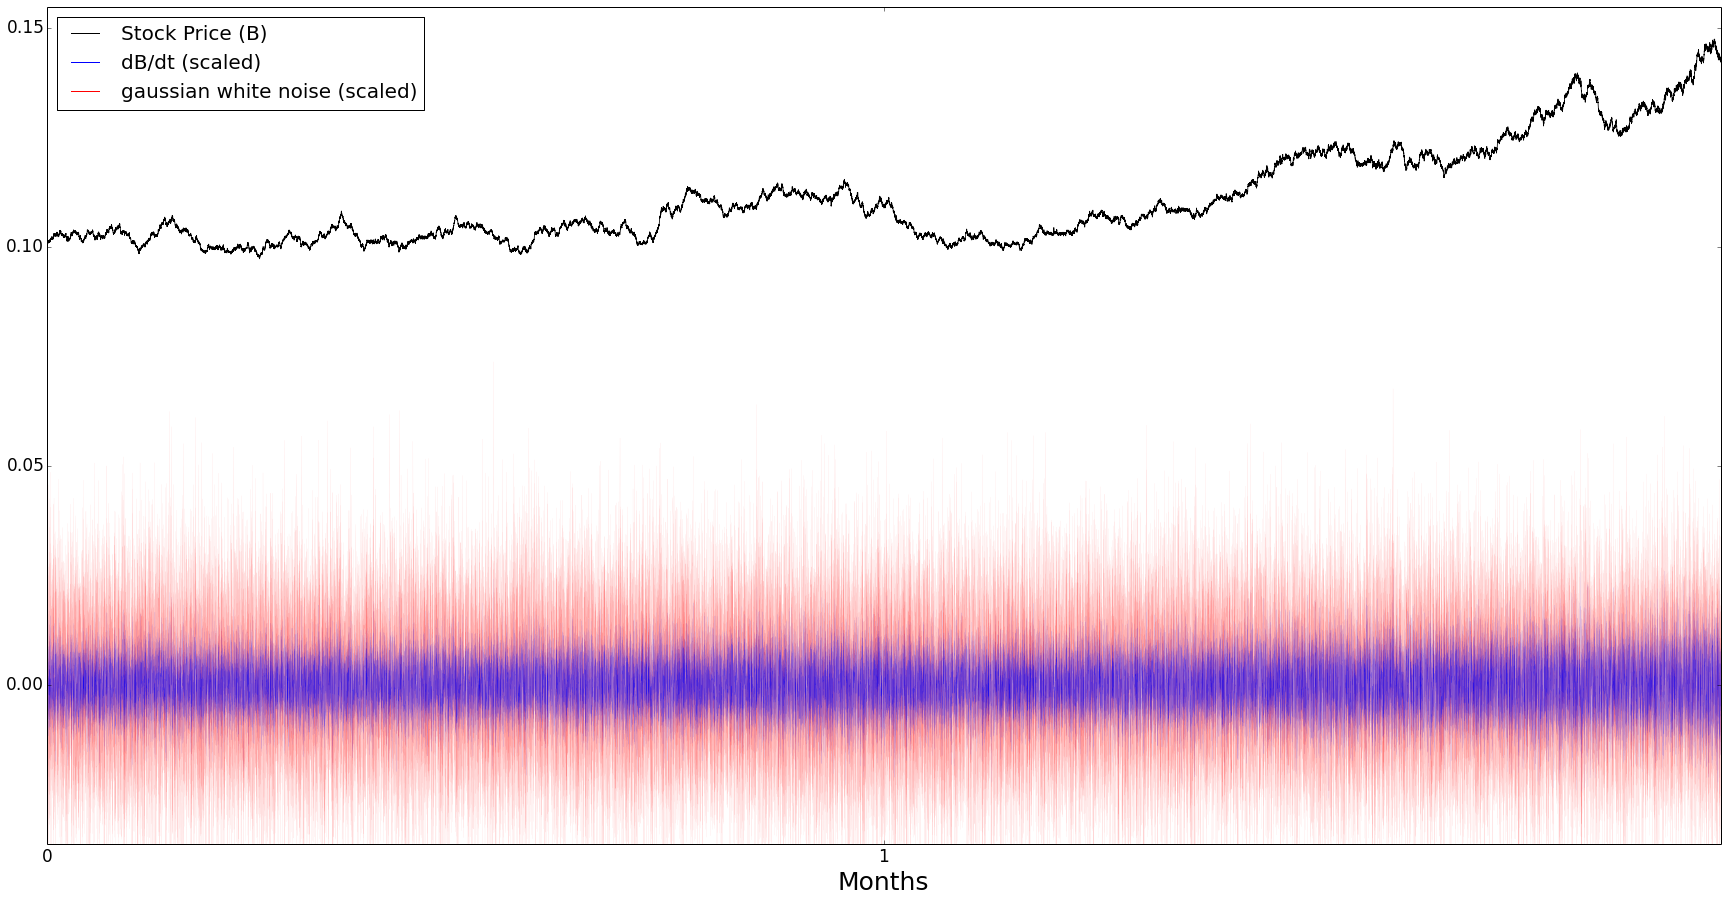 0.15
Stock Price (B)
dB/dt (scaled)
gaussian white noise (scaled)
0.10
0.05
0.00
0 1
Months